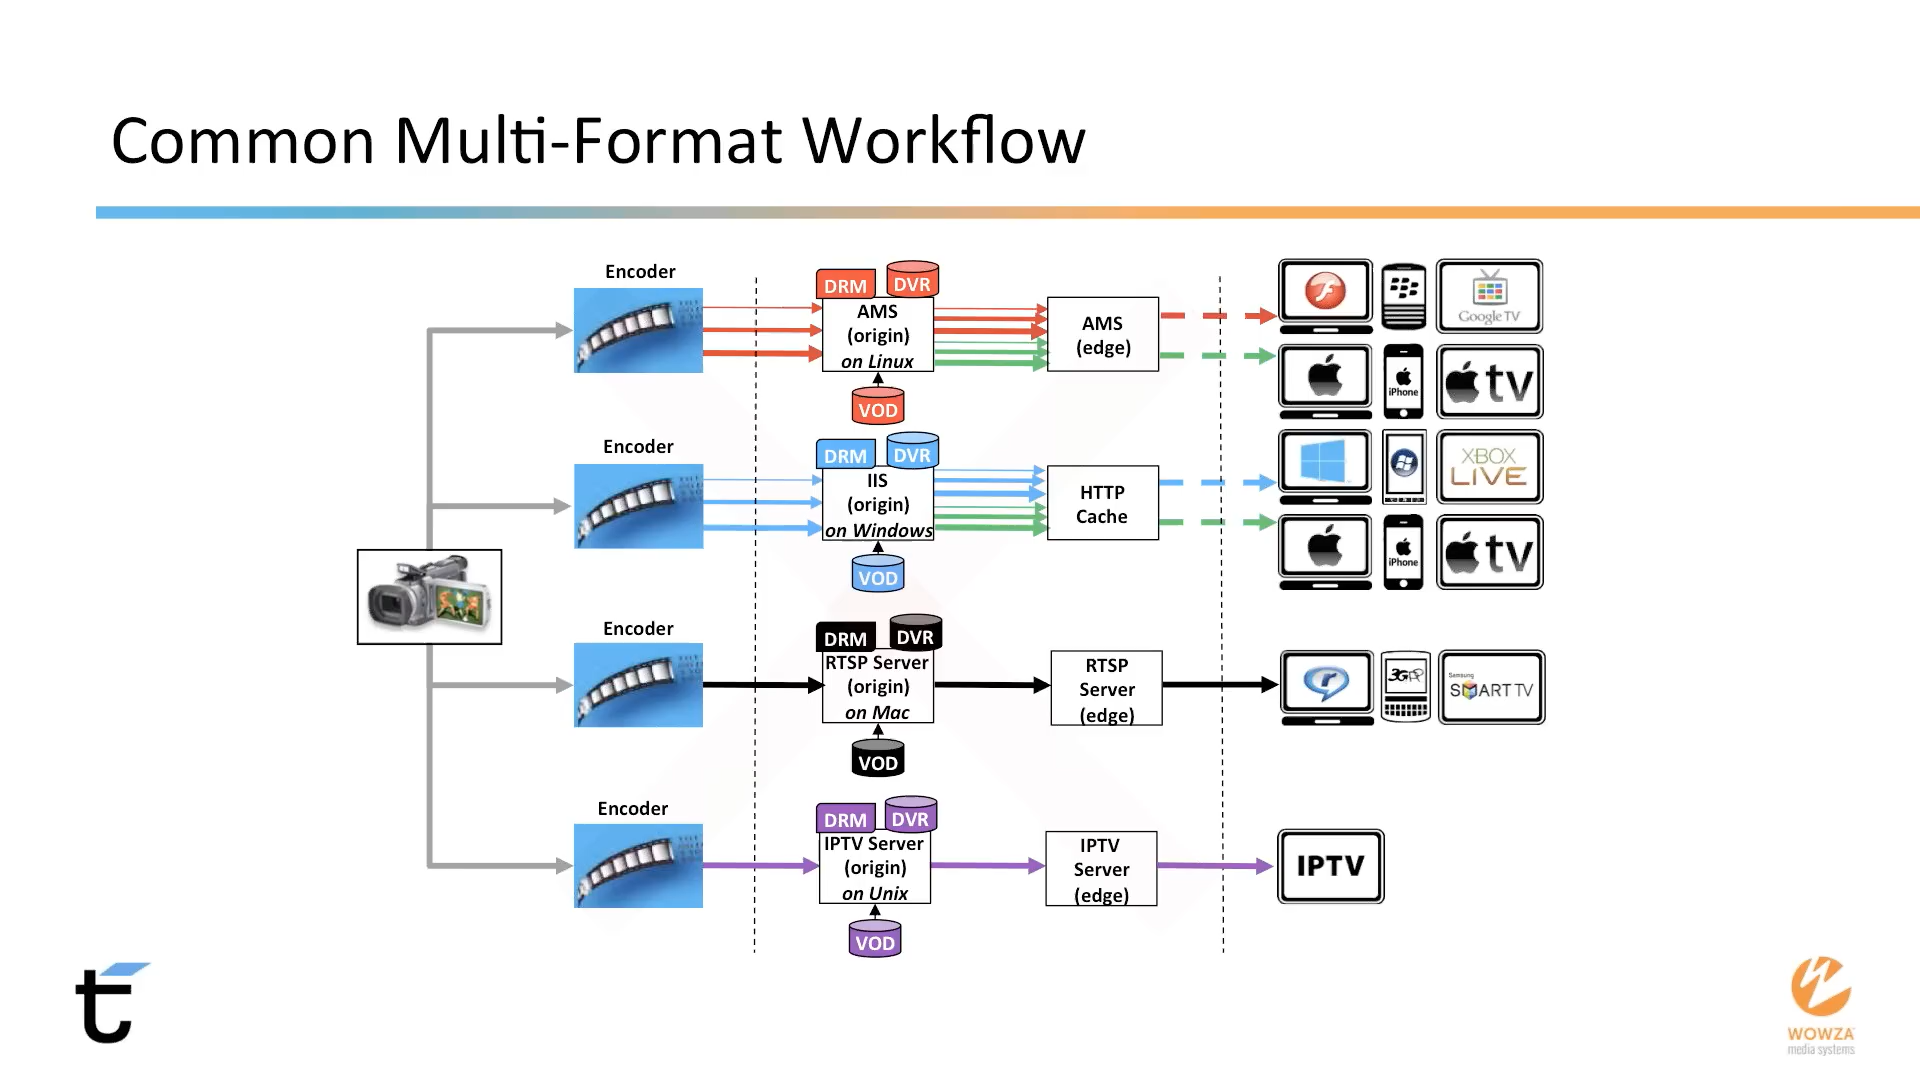 Common Multi-Format Workflow
Encoder
DRM
DVR
AMS
(origin)
on Linux
VOD
AMS
(edge)
Google TV
iPhone
tv
Encoder
DRM
DVR
IIS
(origin)
on Windows
VOD
HTTP
Cache
XBOX
LIVE
iPhone
tv
Encoder
DRM
DVR
RTSP Server
(origin)
on Mac
VOD
RTSP
Server
(edge)
3GPP
Samsung
SMART TV
Encoder
DRM
DVR
IPTV Server
(origin)
on Unix
VOD
IPTV
Server
(edge)
IPTV
WOWZA
media systems